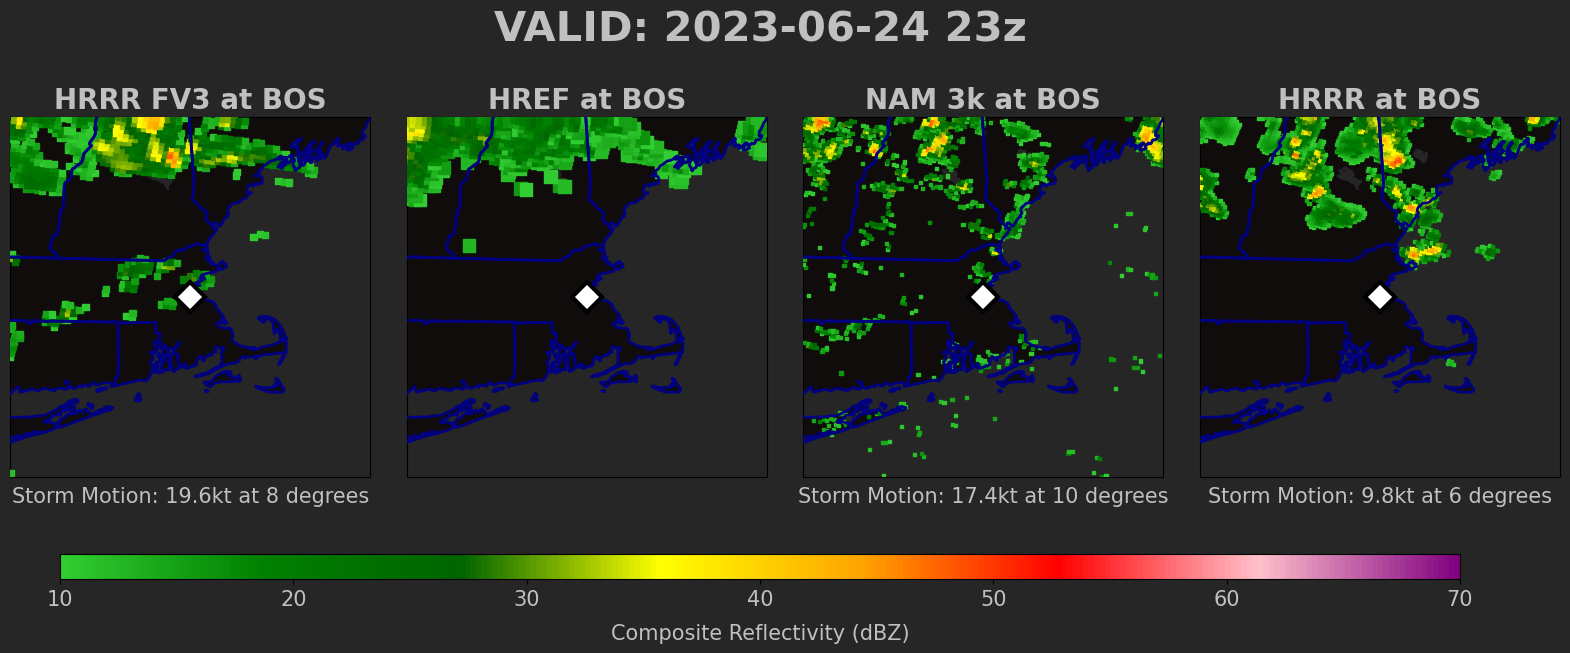 VALID: 2023-06-24 23z
HRRR FV3 at BOS
HREF at BOS
NAM 3k at BOS
HRRR at BOS
Storm Motion: 19.6kt at 8 degrees
Storm Motion: 17.4kt at 10 degrees
Storm Motion: 9.8kt at 6 degrees
10 20 30 40 50 60 70
Composite Reflectivity (dBZ)